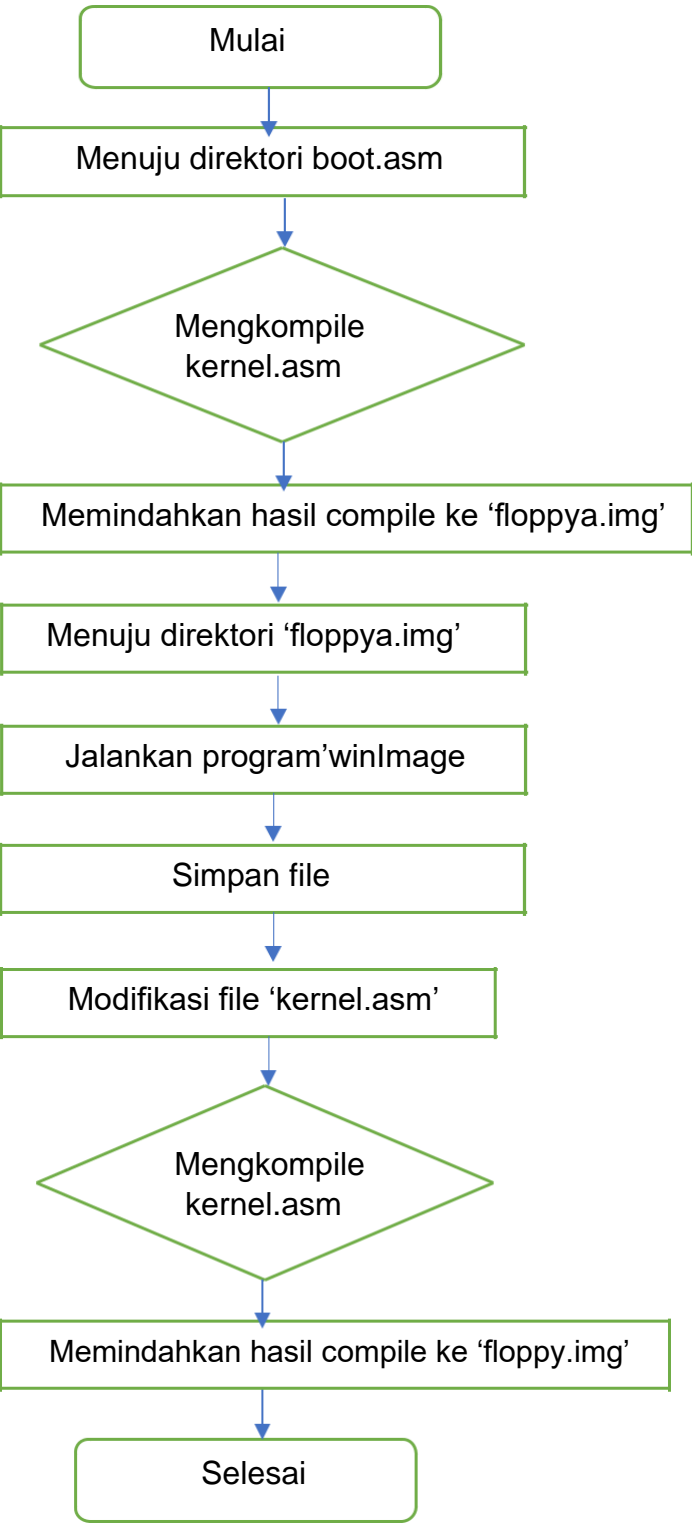 Mulai
Menuju direktori boot.asm
Mengkompile
kernel.asm
Memindahkan hasil compile ke ‘floppya.img’
Menuju direktori ‘floppya.img’
Jalankan program’winImage
Simpan file
Modifikasi file ‘kernel.asm’
Mengkompile
kernel.asm
Memindahkan hasil compile ke ‘floppy.img’
Selesai